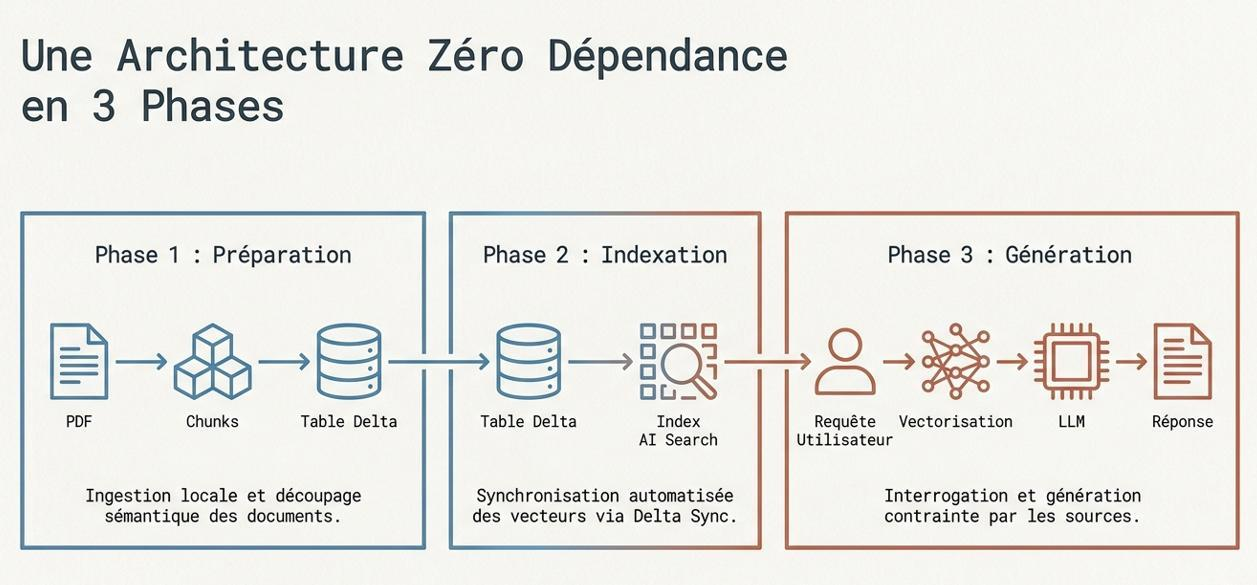 Une Architecture Zéro Dépendance
en 3 Phases
Phase 1 : Préparation
PDF
Chunks
Table Delta
Ingestion locale et découpage
sémantique des documents.
Phase 2 : Indexation
Table Delta
Index
AI Search
Synchronisation automatisée
des vecteurs via Delta Sync.
Phase 3 : Génération
Requête
Utilisateur
Vectorisation
LLM
Réponse
Interrogation et génération
contrainte par les sources.